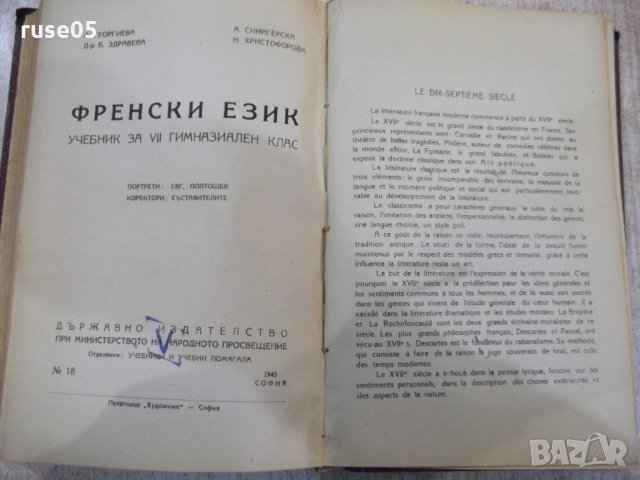 ruse05
ГЕОРГИЕВА
Д-р Б. ЗДРАВЕВА
А. СИНИГЕРСКА
Н. ХРИСТОФОРОВА
ФРЕНСКИ ЕЗИК
УЧЕБНИК ЗА VII ГИМНАЗИАЛЕН КЛАС
ПОРТРЕТИ: ЕВГ. ПОПТОШЕВ
КОРЕКТОРИ: СЪСТАВИТЕЛИТЕ
ДЪРЖАВНО ИЗДАТЕЛСТВО
ПРИ МИНИСТЕРСТВОТО НА НАРОДНОТО ПРОСВЕЩЕНИЕ
Отделение: УЧЕБНИЦИ И УЧЕБНИ ПОМАГАЛА
№ 18
1945
СОФИЯ
Печатница „Художник" — София
LE DIX-SEPTIEME SIÈCLE
La littérature française moderne commence à partir du XVIIᵉ siècle.
Le XVIIᵉ siècle est le grand siècle du classicisme en France. Ses
principaux représentants sont: Corneille et Racine qui ont donné au
théâtre de belles tragédies, Molière, auteur de comédies célèbres dans
le monde entier, La Fontaine, le grand fabuliste, et Boileau qui a
exposé la doctrine classique dans son Art poétique.
La littérature classique est le résultat de l'heureux concours de
trois éléments: le génie incomparable des écrivains, la maturité de la
langue et le moment politique et social qui est particulièrement favorable
au développement de la littérature.
Le classicisme a pour caractères généraux le culte du vrai, la
raison, l'imitation des anciens, l'impersonnalité, la distinction des genres,
une langue choisie, un style poli.
A ce goût de la raison se mêle, heureusement, l'influence de la
tradition antique. Le souci de la forme, l'idéal de la beauté furent
maintenus par le respect des modèles grecs et romains: grâce à cette
influence la littérature resta un art.
Le but de la littérature est l'expression de la vérité morale. C'est
pourquoi le XVIIᵉ siècle a la prédilection pour les idées générales et
les sentiments communs à tous les hommes, et de là aussi son succès
dans les genres qui vivent de l'étude générale du cœur humain. Il a
excellé dans la littérature dramatique et les études morales. La Bruyère
et La Rochefoucauld sont les deux grands écrivains moralistes de ce
siècle. Les plus grands philosophes français, Descartes et Pascal, ont
vécu au XVIIᵉ s. Descartes est le fondateur du rationalisme. Ses méthodes,
qui consiste à faire de la raison le juge souverain de tout, est celle
des temps modernes.
Le XVIIᵉ siècle a échoué dans la poésie lyrique, fondée sur les
sentiments personnels, dans la description des choses extérieures et
des aspects de la nature.
BAZAR.bg